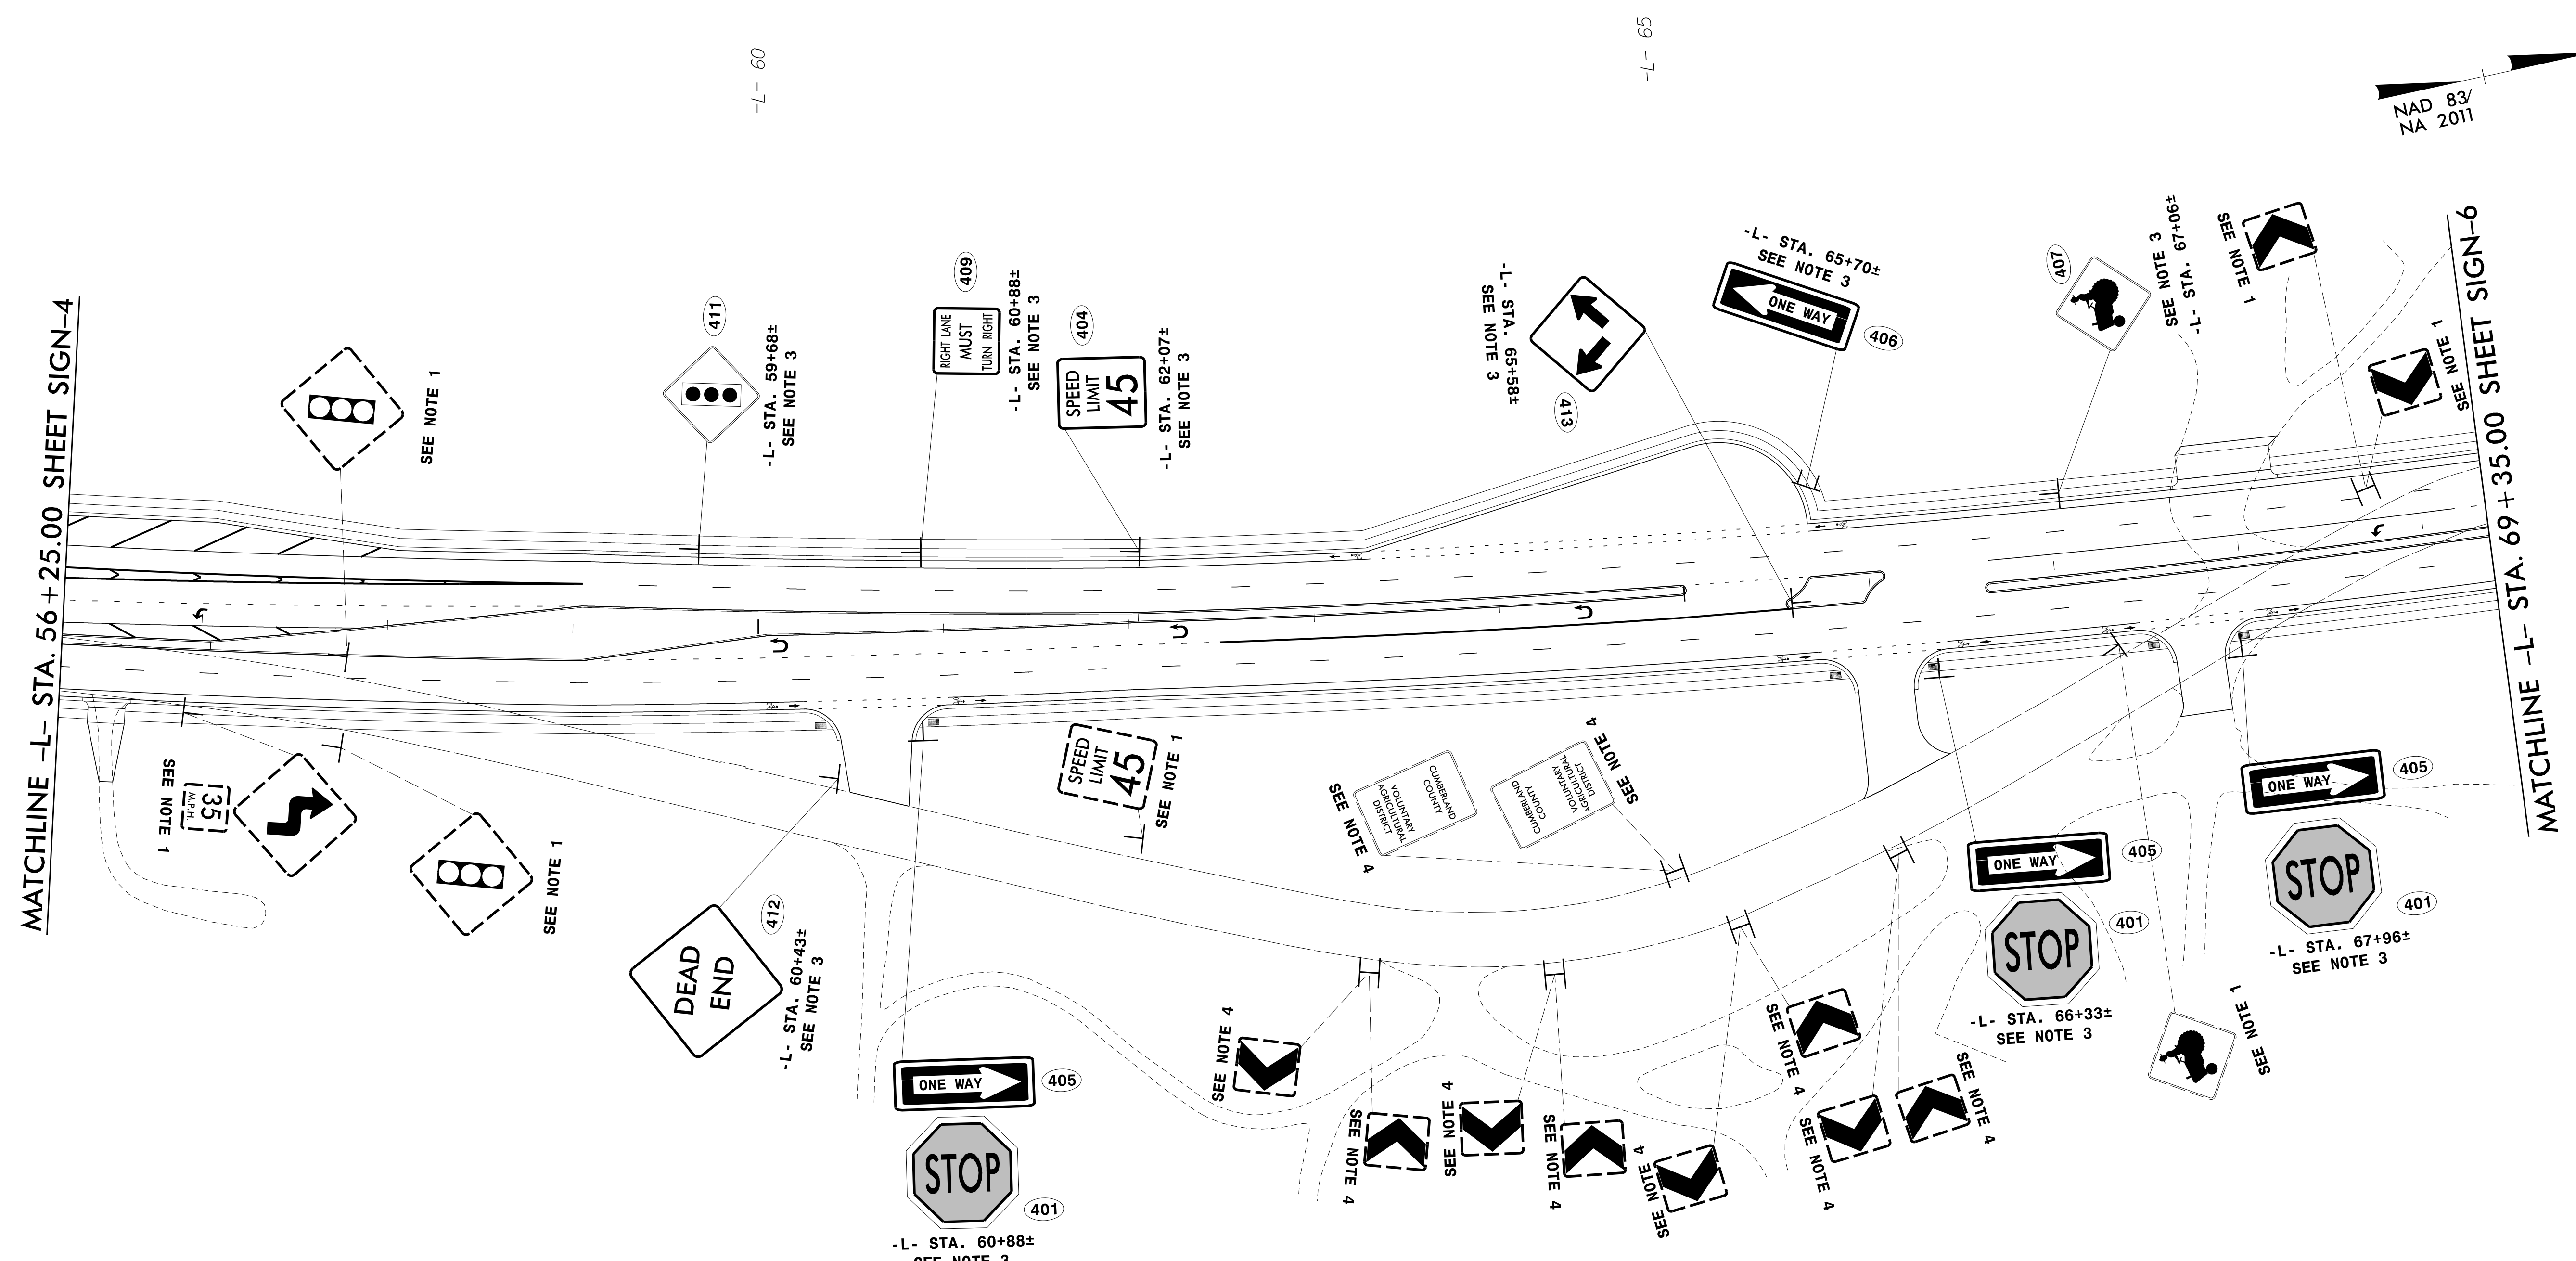 -L- 60
-L- 65
NAD 83/
NA 2011
MATCHLINE -L- STA. 56+25.00 SHEET SIGN-4
SEE NOTE 1
411
-L- STA. 59+68±
SEE NOTE 3
409
RIGHT LANE
MUST
TURN RIGHT
-L- STA. 60+88±
SEE NOTE 3
404
SPEED
LIMIT
45
-L- STA. 62+07±
SEE NOTE 3
-L- STA. 65+58±
SEE NOTE 3
413
-L- STA. 65+70±
SEE NOTE 3
ONE WAY
406
407
SEE NOTE 3
-L- STA. 67+06±
SEE NOTE 1
SEE NOTE 1
MATCHLINE -L- STA. 69+35.00 SHEET SIGN-6
SEE NOTE 1
35
M.P.H.
SEE NOTE 1
DEAD
END
412
-L- STA. 60+43±
SEE NOTE 3
ONE WAY
405
STOP
401
-L- STA. 60+88±
SEE NOTE 3
SPEED
LIMIT
45
SEE NOTE 1
SEE NOTE 4
CUMBERLAND
COUNTY
VOLUNTARY
AGRICULTURAL
DISTRICT
CUMBERLAND
COUNTY
VOLUNTARY
AGRICULTURAL
DISTRICT
SEE NOTE 4
SEE NOTE 4
SEE NOTE 4
SEE NOTE 4
SEE NOTE 4
SEE NOTE 4
SEE NOTE 4
SEE NOTE 4
SEE NOTE 4
ONE WAY
405
STOP
401
-L- STA. 66+33±
SEE NOTE 3
SEE NOTE 1
ONE WAY
405
STOP
401
-L- STA. 67+96±
SEE NOTE 3